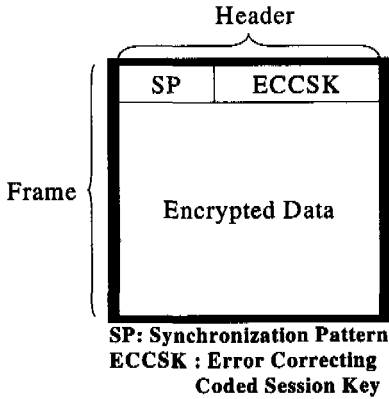 Header
SP ECCSK
Frame
Encrypted Data
SP: Synchronization Pattern
ECCSK : Error Correcting
Coded Session Key